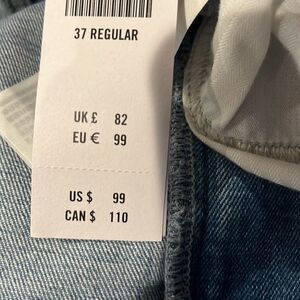 37 REGULAR
UK £ 82
EU € 99
US $ 99
CAN $ 110